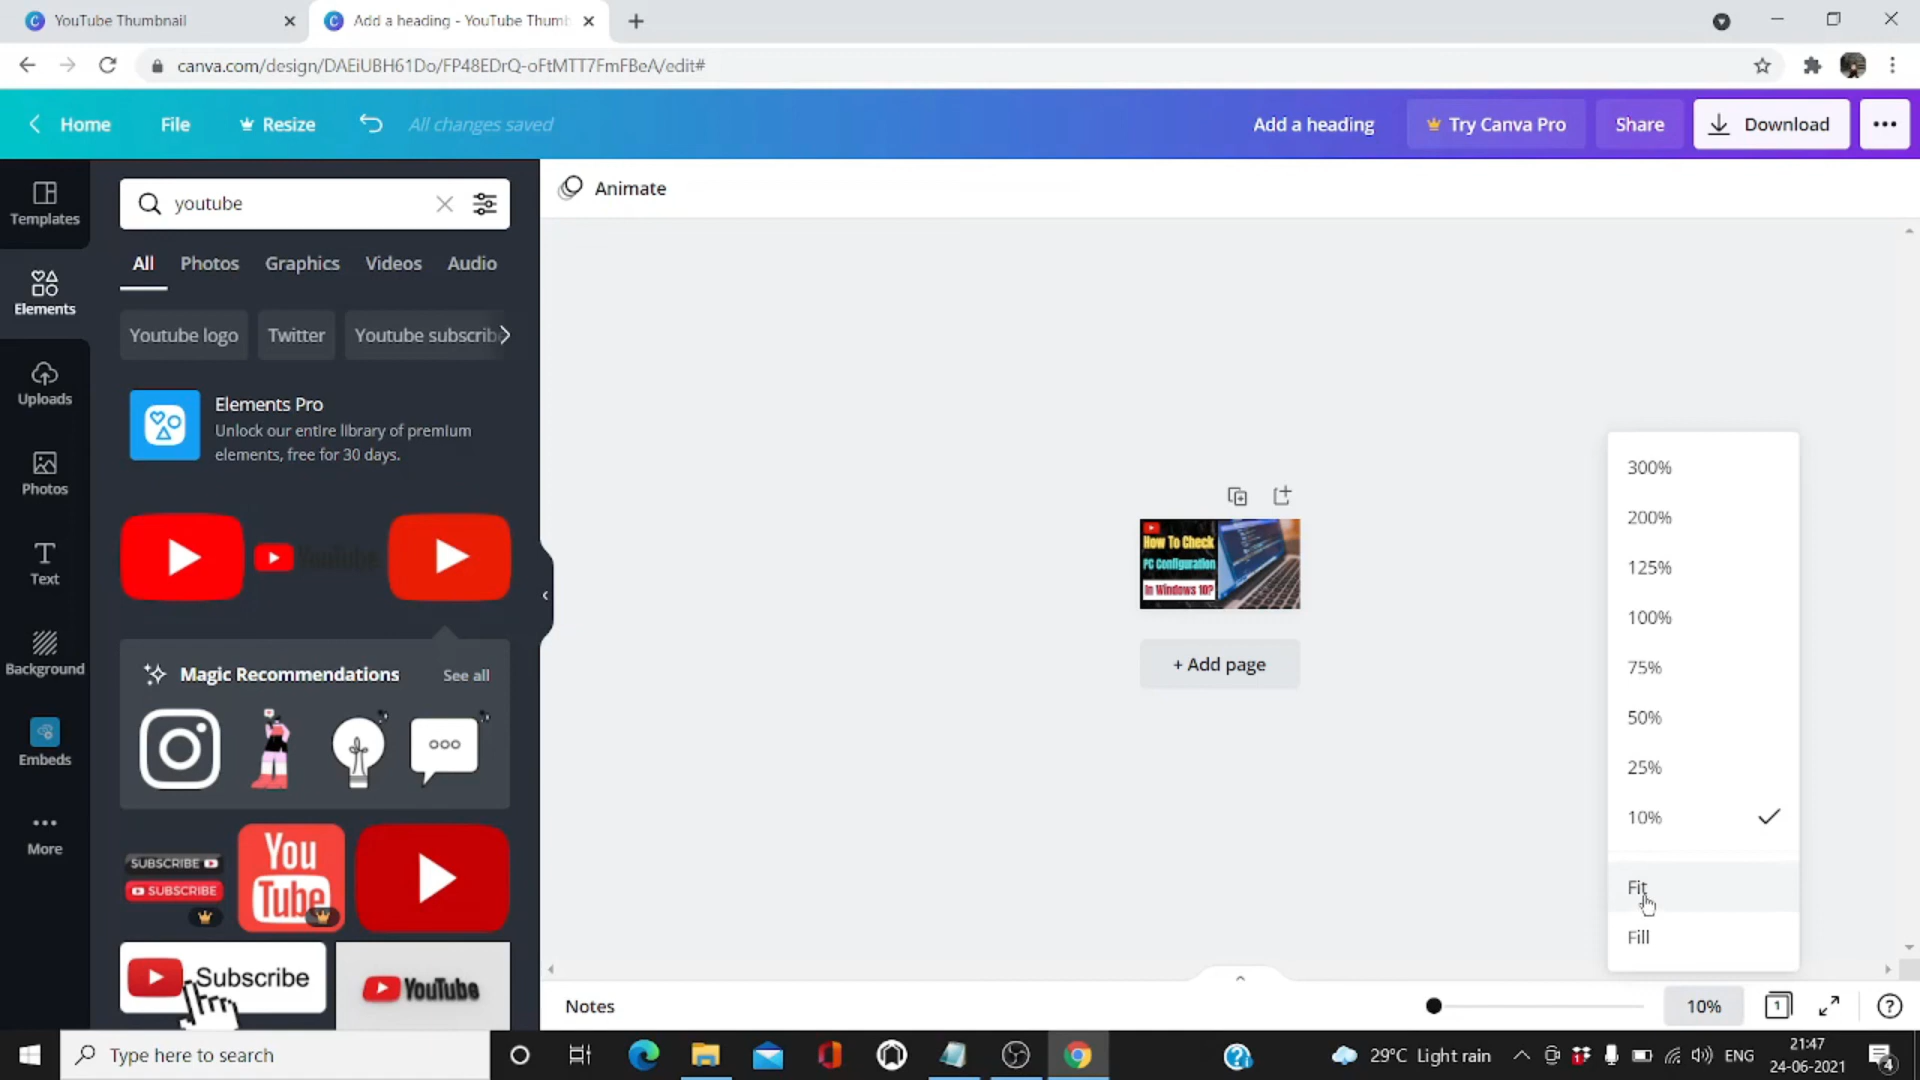 YouTube Thumbnail
Add a heading - YouTube Thumb
canva.com/design/DAEiUBH61Do/FP48EDrQ-oFtMTT7FmFBeA/edit#
Home
File
Resize
All changes saved
Add a heading
Try Canva Pro
Share
Download
Templates
Elements
Uploads
Photos
Text
Background
Embeds
More
youtube
All
Photos
Graphics
Videos
Audio
Youtube logo
Twitter
Youtube subscrib
Elements Pro
Unlock our entire library of premium
elements, free for 30 days.
YouTube
Magic Recommendations
See all
SUBSCRIBE
SUBSCRIBE
You
Tube
Subscribe
YouTube
Animate
How To Check
PC Configuration
In Windows 10?
+ Add page
300%
200%
125%
100%
75%
50%
25%
10%
Fit
Fill
Notes
10%
1
Type here to search
29°C Light rain
ENG
21:47
24-06-2021
4